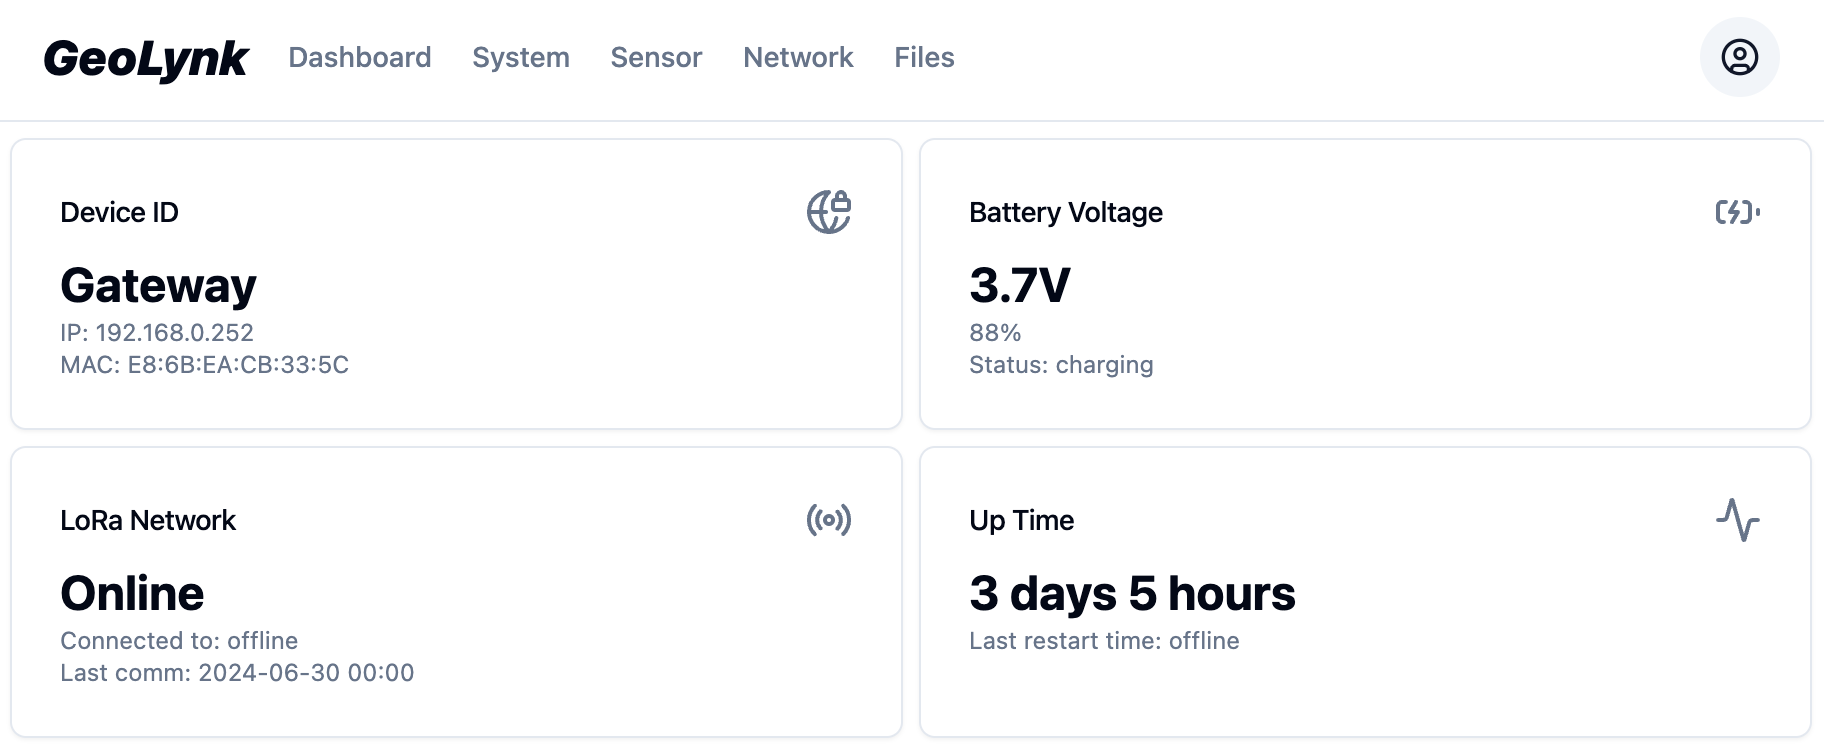 GeoLynk Dashboard System Sensor Network Files
Device ID
Gateway
IP: 192.168.0.252
MAC: E8:6B:EA:CB:33:5C
Battery Voltage
3.7V
88%
Status: charging
LoRa Network
Online
Connected to: offline
Last comm: 2024-06-30 00:00
Up Time
3 days 5 hours
Last restart time: offline